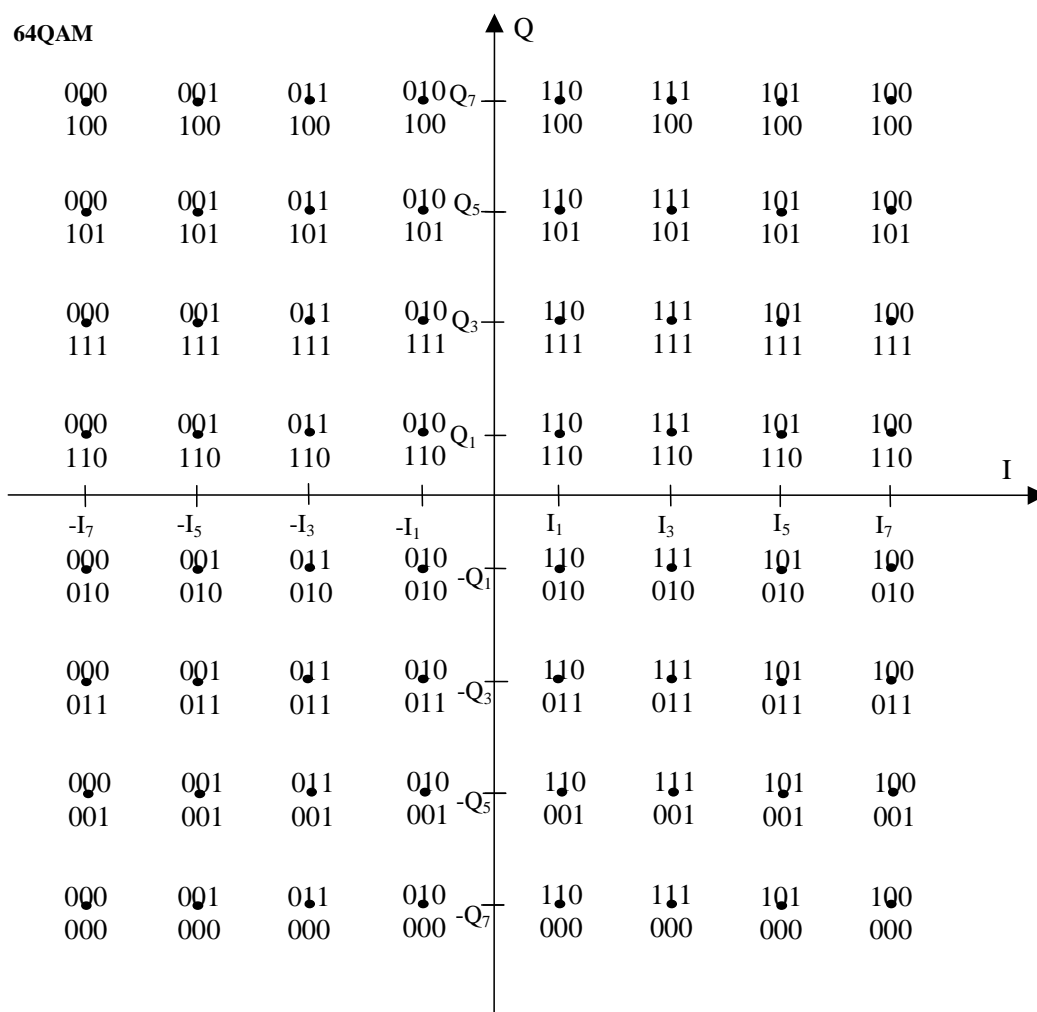 64QAM
Q
000 001 011 010 Q7 110 111 101 100
100 100 100 100 100 100 100 100
000 001 011 010 Q5 110 111 101 100
101 101 101 101 101 101 101 101
000 001 011 010 Q3 110 111 101 100
111 111 111 111 111 111 111 111
000 001 011 010 Q1 110 111 101 100
110 110 110 110 110 110 110 110
I
-I7 -I5 -I3 -I1 I1 I3 I5 I7
000 001 011 010 -Q1 110 111 101 100
010 010 010 010 010 010 010 010
000 001 011 010 -Q3 110 111 101 100
011 011 011 011 011 011 011 011
000 001 011 010 -Q5 110 111 101 100
001 001 001 001 001 001 001 001
000 001 011 010 -Q7 110 111 101 100
000 000 000 000 000 000 000 000